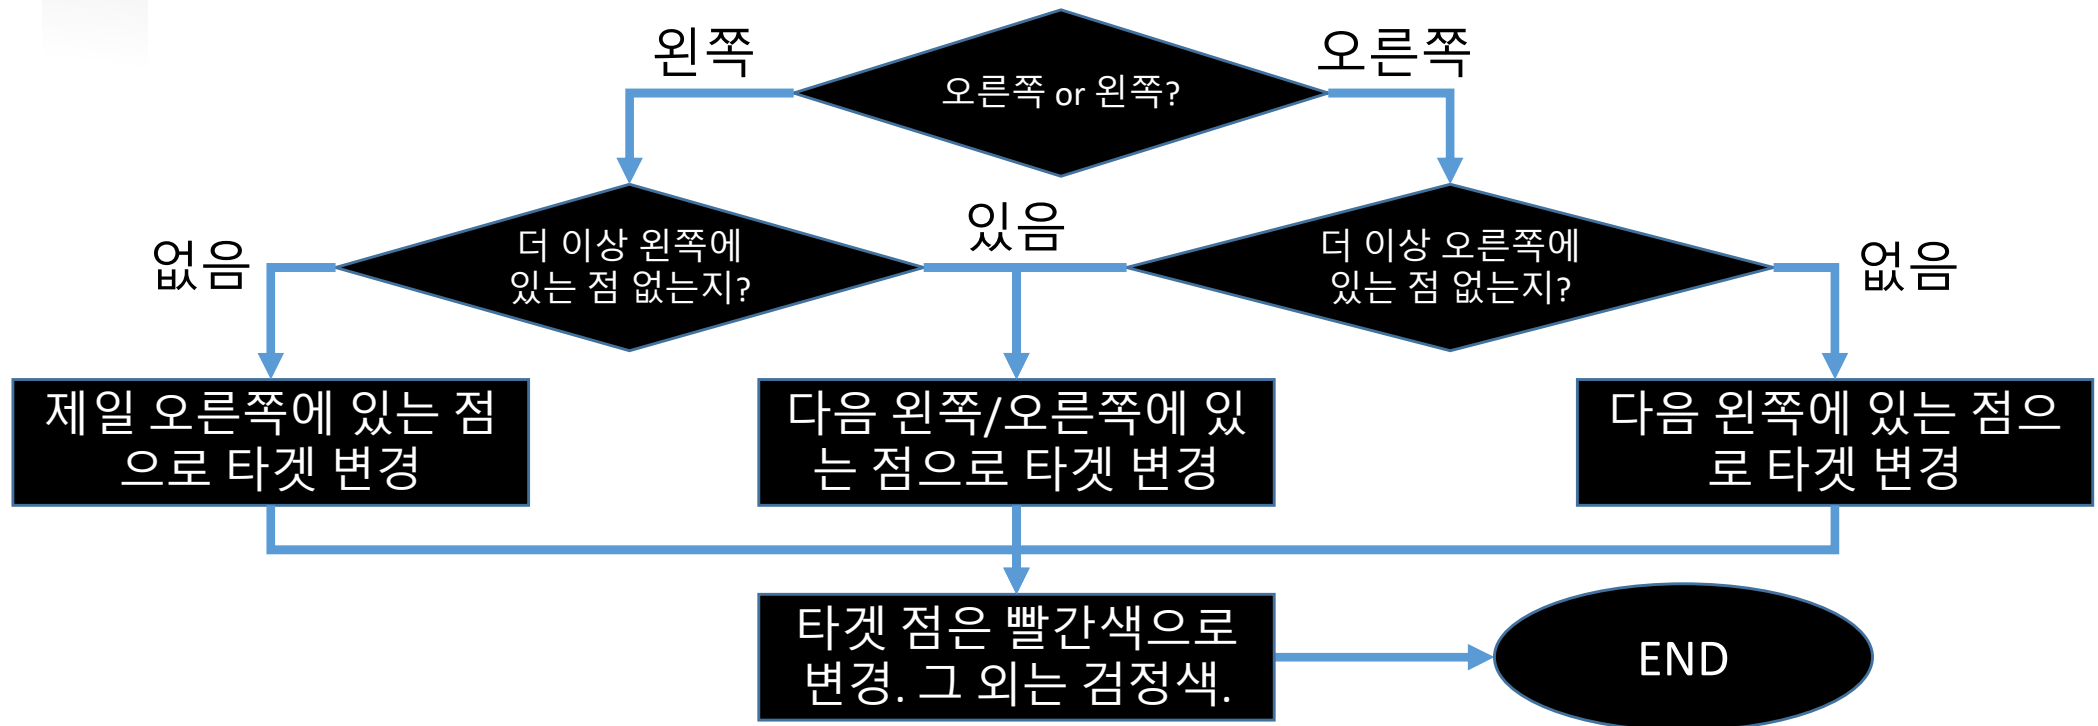 왼쪽
오른쪽
오른쪽 or 왼쪽?
있음
없음
더 이상 왼쪽에
있는 점 없는지?
더 이상 오른쪽에
있는 점 없는지?
없음
제일 오른쪽에 있는 점
으로 타겟 변경
다음 왼쪽/오른쪽에 있
는 점으로 타겟 변경
다음 왼쪽에 있는 점으
로 타겟 변경
타겟 점은 빨간색으로
변경. 그 외는 검정색.
END